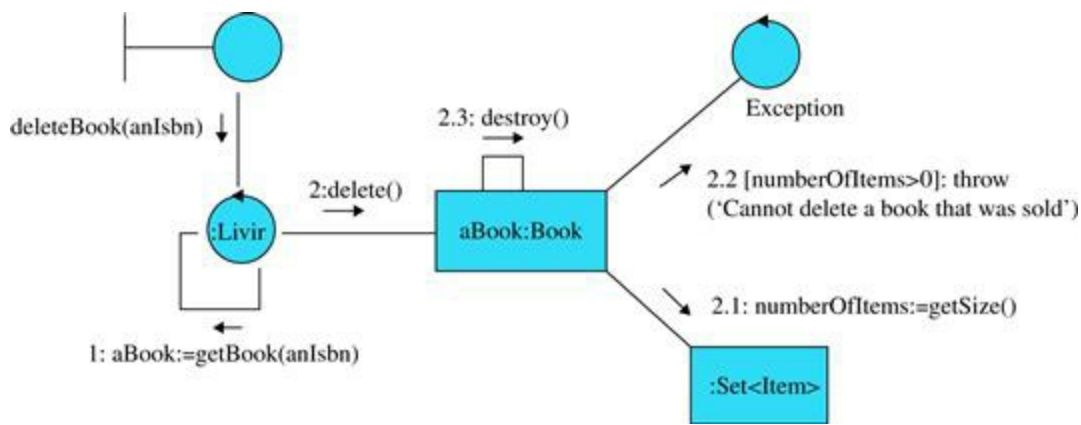 deleteBook(anIsbn)
2.3: destroy()
Exception
2:delete()
2.2 [numberOfItems>0]: throw
(‘Cannot delete a book that was sold’)
:Livir
aBook:Book
2.1: numberOfItems:=getSize()
1: aBook:=getBook(anIsbn)
:Set<Item>